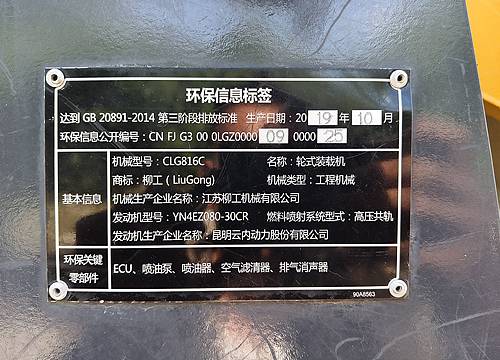 环保信息标签
达到 GB 20891-2014 第三阶段排放标准 生产日期：20 19 年 10 月
环保信息公开编号：CN FJ G3 00 0LGZ0000 09 0000 25
基本信息
机械型号：CLG816C 名称：轮式装载机
商标：柳工（LiuGong） 机械类型：工程机械
机械生产企业名称：江苏柳工机械有限公司
发动机型号：YN4EZ080-30CR 燃料喷射系统型式：高压共轨
发动机生产企业名称：昆明云内动力股份有限公司
环保关键
零部件
ECU、喷油泵、喷油器、空气滤清器、排气消声器
90A8563